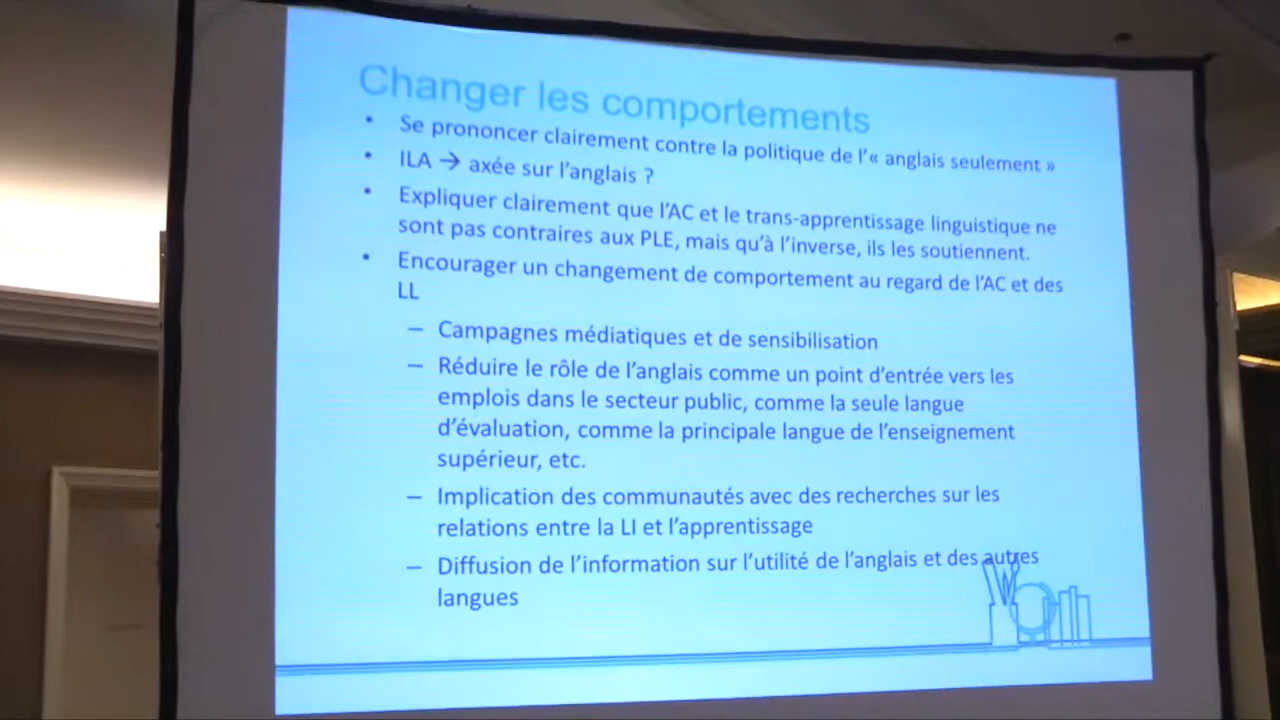 Changer les comportements
• Se prononcer clairement contre la politique de l'« anglais seulement »
• ILA → axée sur l'anglais ?
• Expliquer clairement que l'AC et le trans-apprentissage linguistique ne
sont pas contraires aux PLE, mais qu'à l'inverse, ils les soutiennent.
• Encourager un changement de comportement au regard de l'AC et des
LL
– Campagnes médiatiques et de sensibilisation
– Réduire le rôle de l'anglais comme un point d'entrée vers les
emplois dans le secteur public, comme la seule langue
d'évaluation, comme la principale langue de l'enseignement
supérieur, etc.
– Implication des communautés avec des recherches sur les
relations entre la LI et l'apprentissage
– Diffusion de l'information sur l'utilité de l'anglais et des autres
langues